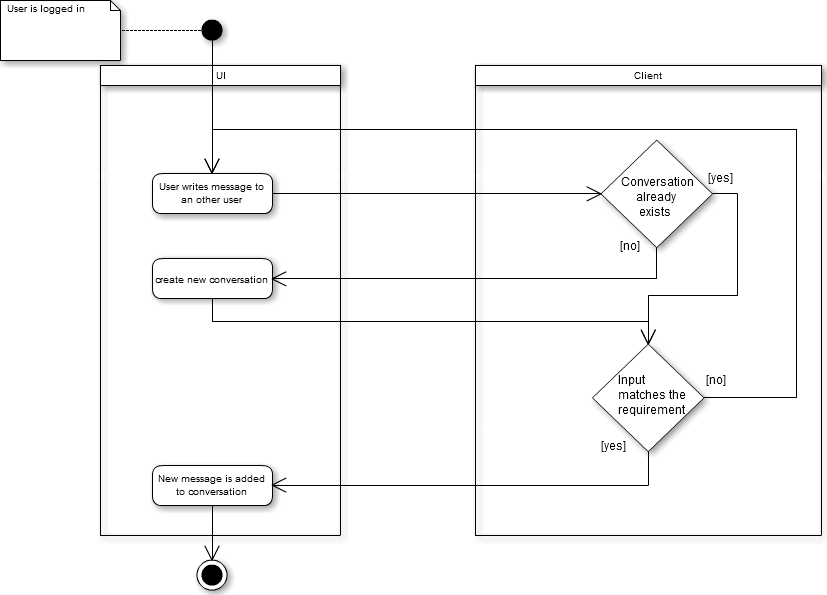 User is logged in
UI
Client
User writes message to
an other user
Conversation
already
exists
[yes]
[no]
create new conversation
Input
matches the
requirement
[no]
[yes]
New message is added
to conversation